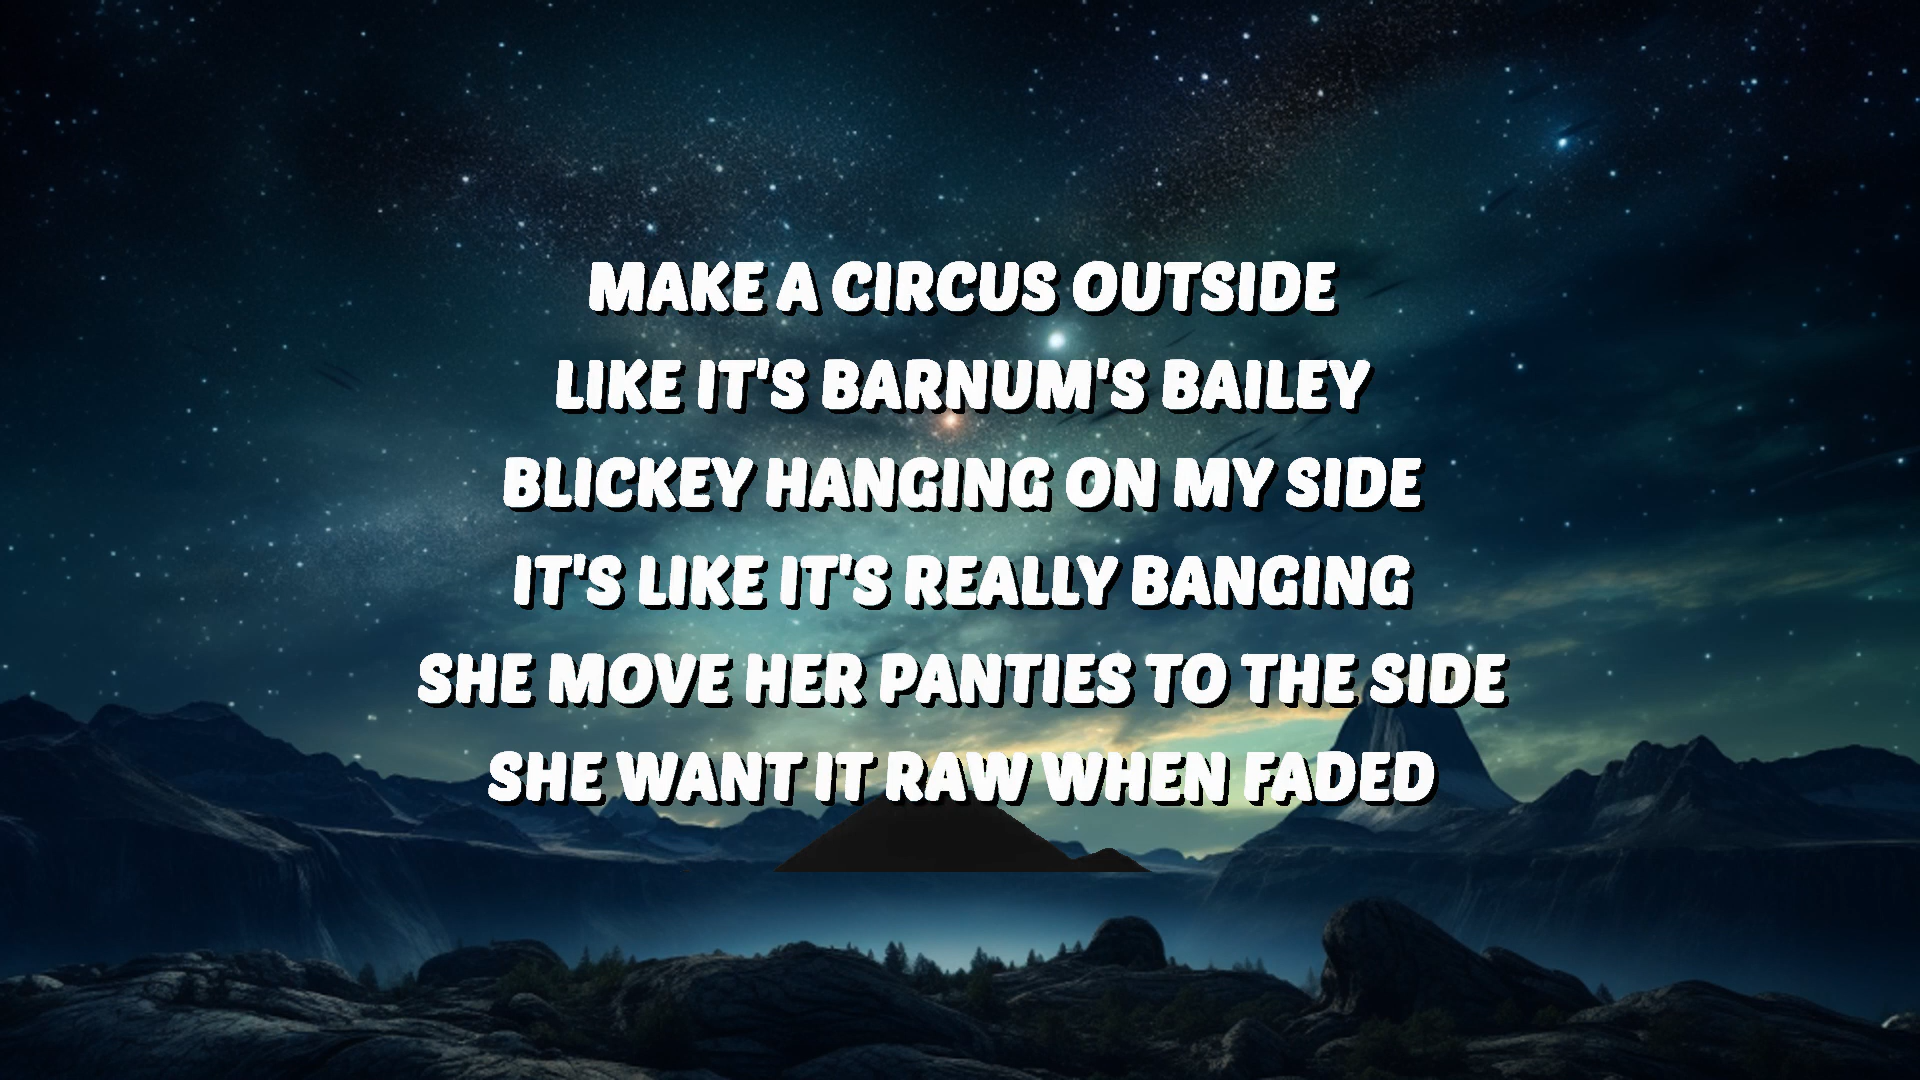 MAKE A CIRCUS OUTSIDE
LIKE IT'S BARNUM'S BAILEY
BLICKEY HANGING ON MY SIDE
IT'S LIKE IT'S REALLY BANGING
SHE MOVE HER PANTIES TO THE SIDE
SHE WANT IT RAW WHEN FADED